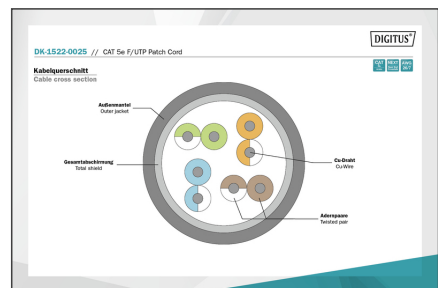 DIGITUS®
DK-1522-0025 // CAT 5e F/UTP Patch Cord
Kabelquerschnitt
Cable cross section
Außenmantel
Outer jacket
Gesamtabschirmung
Total shield
Cu-Draht
Cu-Wire
Aderspaare
Twisted pair